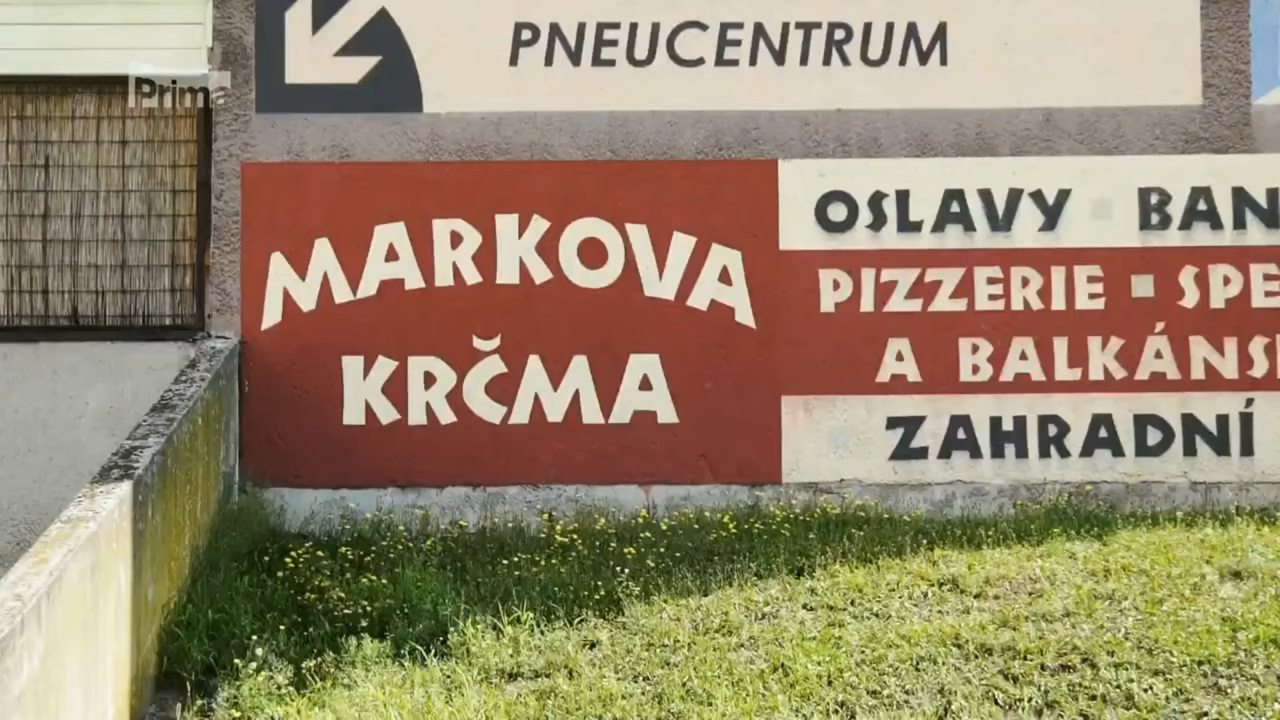 PNEUCENTRUM
Prima
MARKOVA
KRČMA
OSLAVY
PIZZERIE
A
ZAHRADNÍ